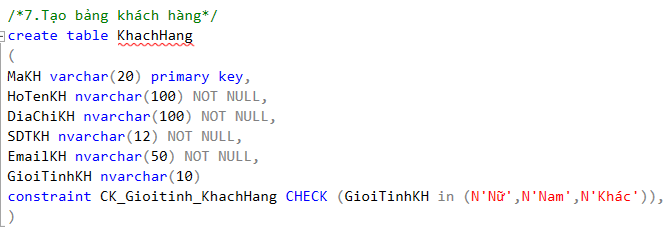 /*7.Tạo bảng khách hàng*/
create table KhachHang
(
MaKH varchar(20) primary key,
HoTenKH nvarchar(100) NOT NULL,
DiaChiKH nvarchar(100) NOT NULL,
SDTKH nvarchar(12) NOT NULL,
EmailKH nvarchar(50) NOT NULL,
GioiTinhKH nvarchar(10)
constraint CK_Gioitinh_KhachHang CHECK (GioiTinhKH in (N'Nữ',N'Nam',N'Khác')),
)